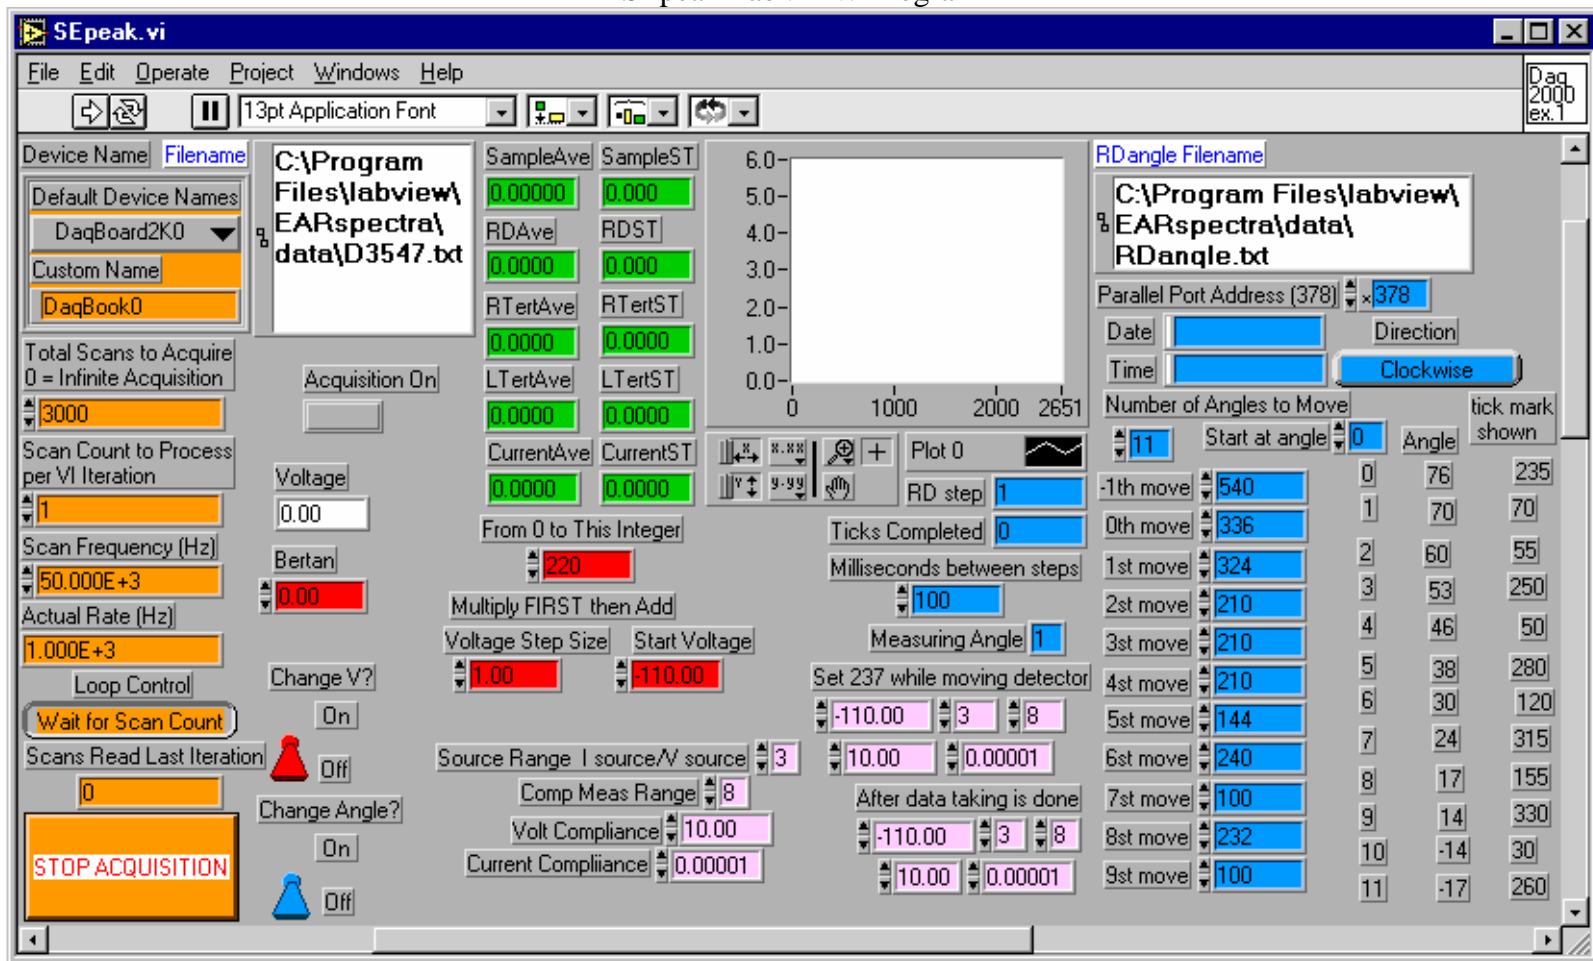 SEpeak.vi
File Edit Operate Project Windows Help
13pt Application Font
Daq
2000
ex.1
Device Name Filename
Default Device Names
DaqBoard2K0
Custom Name
DaqBook0
C:\Program
Files\labview\
EARspectra\
data\D3547.txt
Total Scans to Acquire
0 = Infinite Acquisition
3000
Scan Count to Process
per VI Iteration
1
Scan Frequency (Hz)
50.000E+3
Actual Rate (Hz)
1.000E+3
Loop Control
Wait for Scan Count
Scans Read Last Iteration
0
STOP ACQUISITION
Acquisition On
Voltage
0.00
Bertan
0.00
Change V?
On
Off
Change Angle?
On
Off
SampleAve SampleST
0.00000 0.000
RDAve RDST
0.0000 0.000
RTertAve RTertST
0.0000 0.0000
LTertAve LTertST
0.0000 0.0000
CurrentAve CurrentST
0.0000 0.0000
From 0 to This Integer
220
Multiply FIRST then Add
Voltage Step Size Start Voltage
1.00 -110.00
Source Range I source/V source 3
Comp Meas Range 8
Volt Compliance 10.00
Current Compliiance 0.00001
6.0
5.0
4.0
3.0
2.0
1.0
0.0
0 1000 2000 2651
X x.xx
Y y.yy
Plot 0
RD step 1
Ticks Completed 0
Milliseconds between steps
100
Measuring Angle 1
Set 237 while moving detector
-110.00 3 8
10.00 0.00001
After data taking is done
-110.00 3 8
10.00 0.00001
RDangle Filename
C:\Program Files\labview\
EARspectra\data\
RDangle.txt
Parallel Port Address (378) x378
Date Direction
Time Clockwise
Number of Angles to Move
11 Start at angle 0 Angle
tick mark
shown
-1th move 540 0 76 235
0th move 336 1 70 70
1st move 324 2 60 55
2st move 210 3 53 250
3st move 210 4 46 50
4st move 210 5 38 280
5st move 144 6 30 120
6st move 240 7 24 315
7st move 100 8 17 155
8st move 232 9 14 330
9st move 100 10 -14 30
11 -17 260